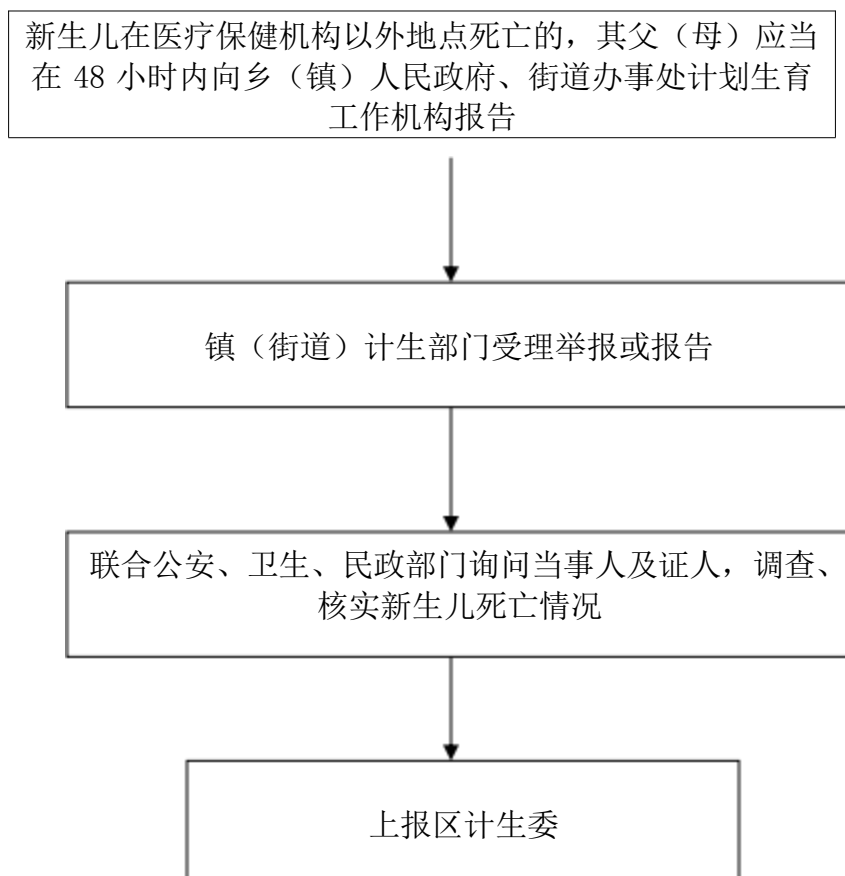 新生儿在医疗保健机构以外地点死亡的，其父（母）应当
在 48 小时内向乡（镇）人民政府、街道办事处计划生育
工作机构报告
镇（街道）计生部门受理举报或报告
联合公安、卫生、民政部门询问当事人及证人，调查、
核实新生儿死亡情况
上报区计生委